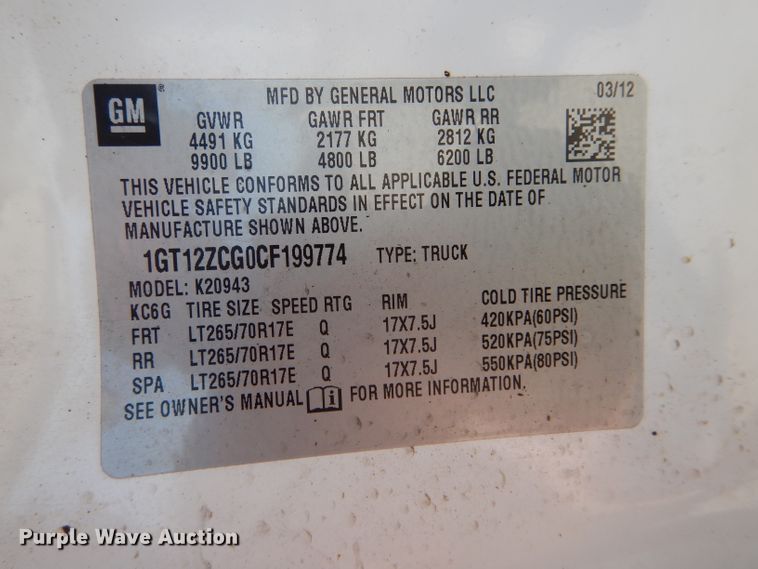 GM ® MFD BY GENERAL MOTORS LLC 03/12
GVWR GAWR FRT GAWR RR
4491 KG 2177 KG 2812 KG
9900 LB 4800 LB 6200 LB
THIS VEHICLE CONFORMS TO ALL APPLICABLE U.S. FEDERAL MOTOR
VEHICLE SAFETY STANDARDS IN EFFECT ON THE DATE OF
MANUFACTURE SHOWN ABOVE.
1GT12ZCG0CF199774 TYPE: TRUCK
MODEL: K20943
KC6G TIRE SIZE SPEED RTG RIM COLD TIRE PRESSURE
FRT LT265/70R17E Q 17X7.5J 420KPA(60PSI)
RR LT265/70R17E Q 17X7.5J 520KPA(75PSI)
SPA LT265/70R17E Q 17X7.5J 550KPA(80PSI)
SEE OWNER'S MANUAL i FOR MORE INFORMATION.
Purple Wave Auction